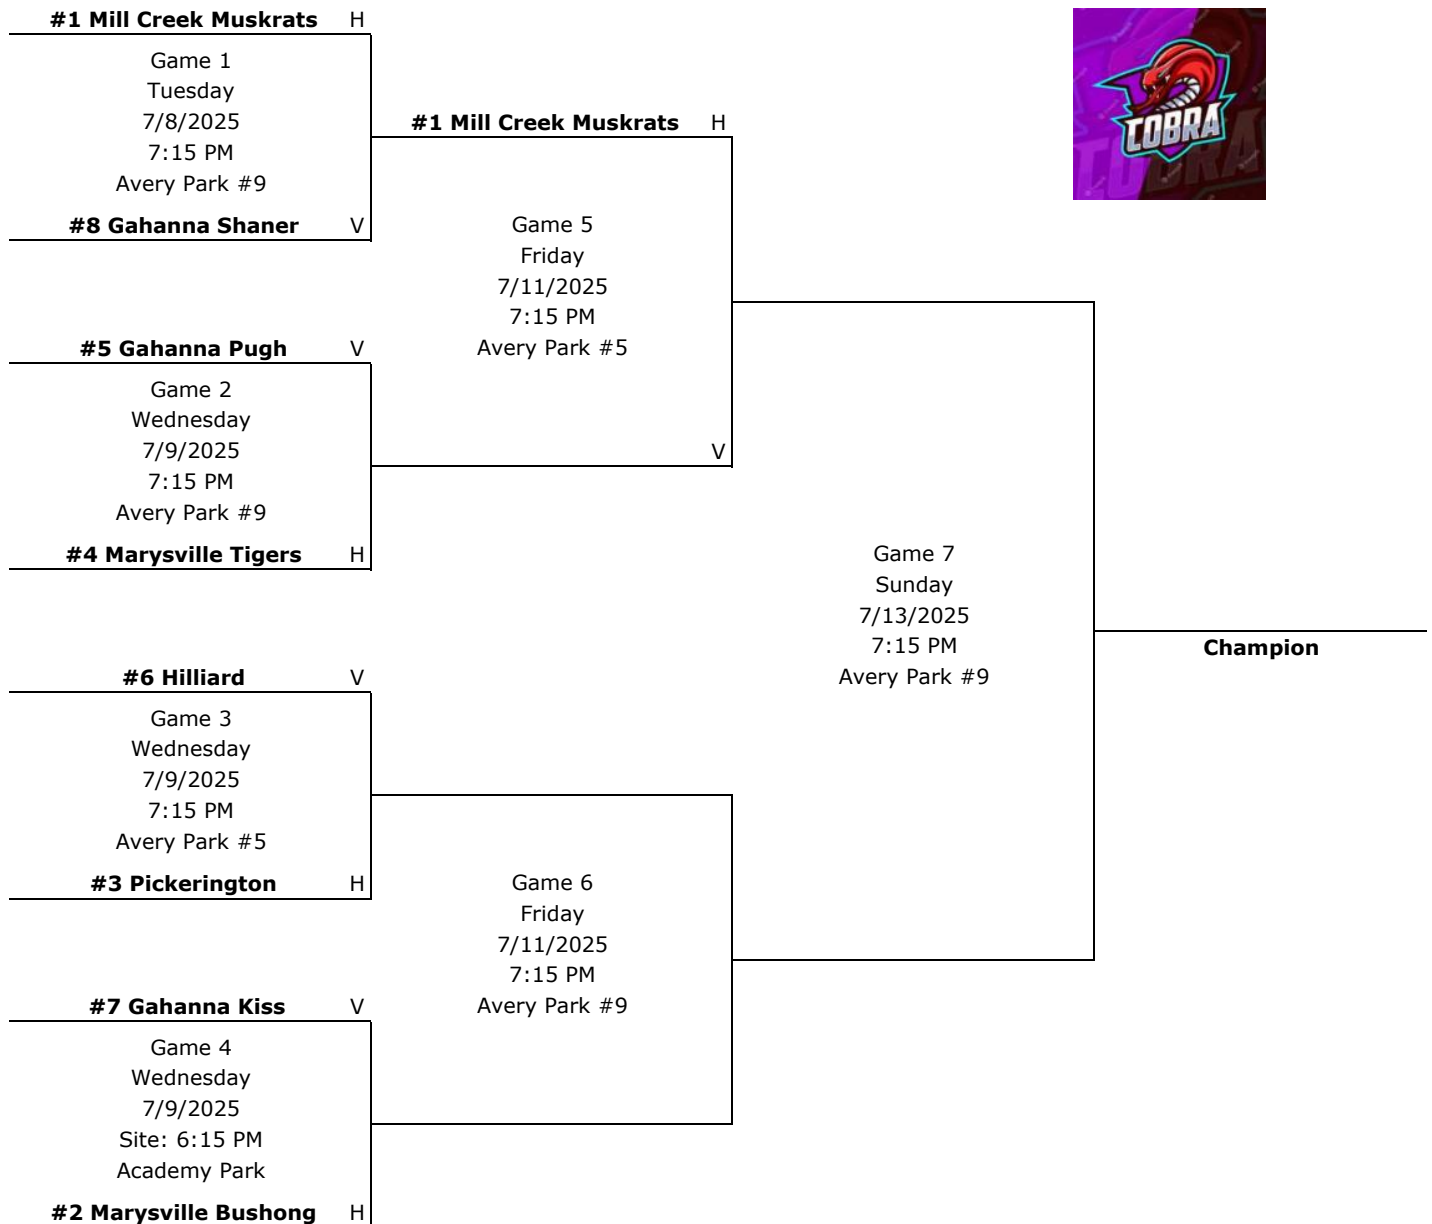 #1 Mill Creek Muskrats H
Game 1
Tuesday
7/8/2025
7:15 PM
Avery Park #9
#8 Gahanna Shaner V
#5 Gahanna Pugh V
Game 2
Wednesday
7/9/2025
7:15 PM
Avery Park #9
#4 Marysville Tigers H
#6 Hilliard V
Game 3
Wednesday
7/9/2025
7:15 PM
Avery Park #5
#3 Pickerington H
#7 Gahanna Kiss V
Game 4
Wednesday
7/9/2025
Site: 6:15 PM
Academy Park
#2 Marysville Bushong H
#1 Mill Creek Muskrats H
Game 5
Friday
7/11/2025
7:15 PM
Avery Park #5
V
Game 6
Friday
7/11/2025
7:15 PM
Avery Park #9
Game 7
Sunday
7/13/2025
7:15 PM
Avery Park #9
Champion
COBRA